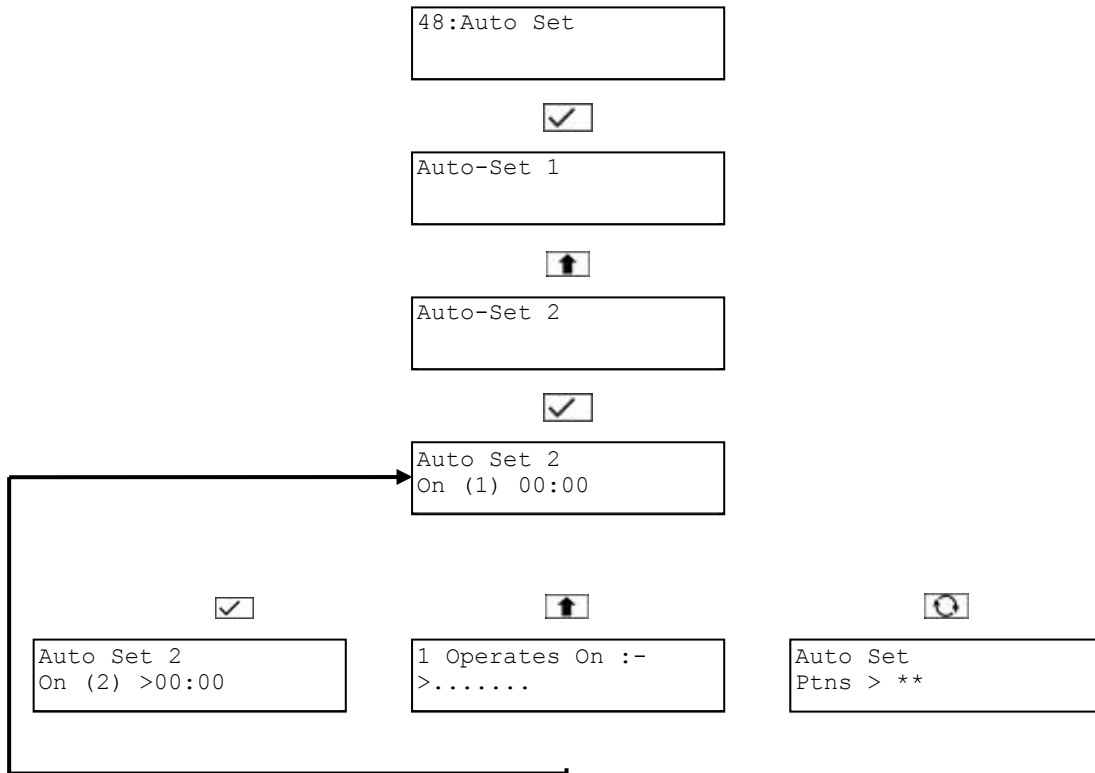 48:Auto Set
Auto-Set 1
Auto-Set 2
Auto Set 2
On (1) 00:00
Auto Set 2
On (2) >00:00
1 Operates On :-
>.......
Auto Set
Ptns > **